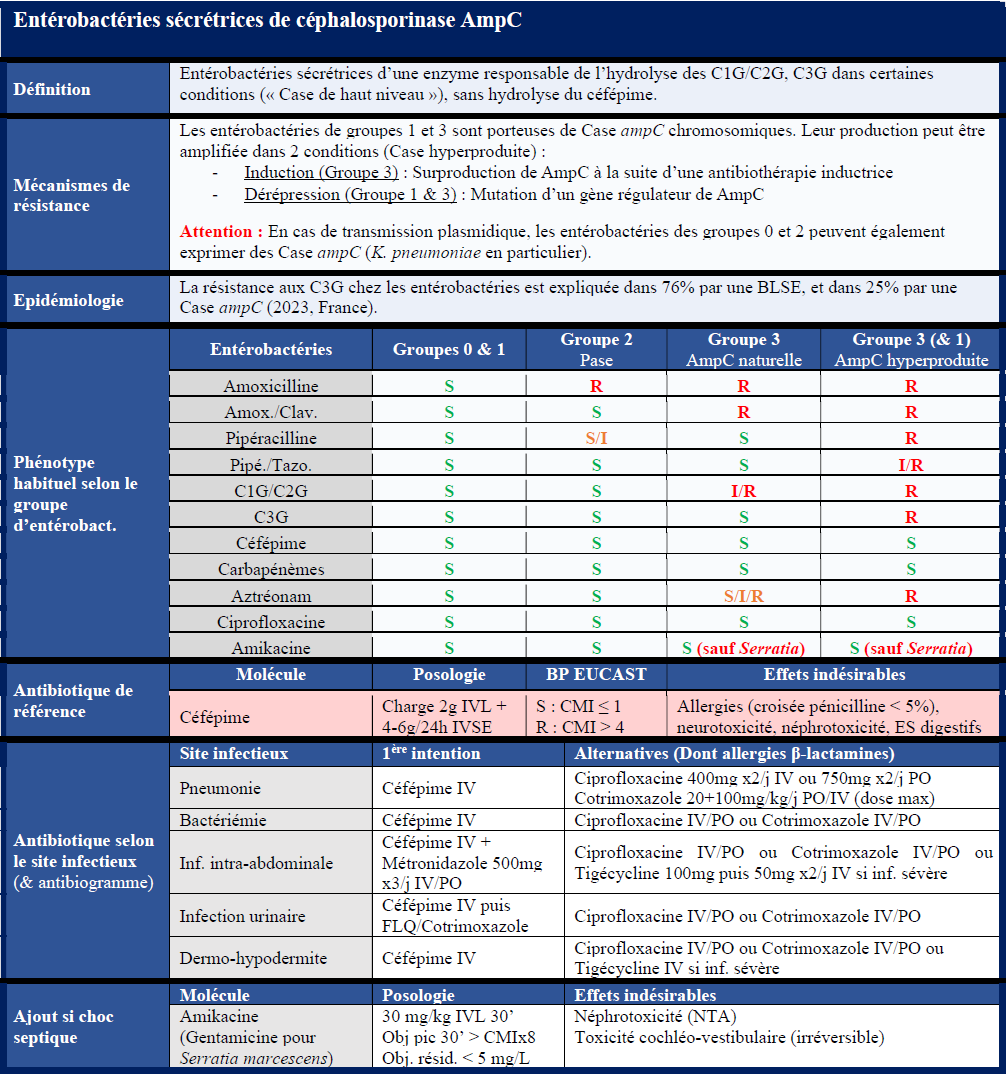 Entérobactéries sécrétrices de céphalosporinase AmpC
Définition
Entérobactéries sécrétrices d’une enzyme responsable de l’hydrolyse des C1G/C2G, C3G dans certaines
conditions (« Case de haut niveau »), sans hydrolyse du céfépime.
Mécanismes de
résistance
Les entérobactéries de groupes 1 et 3 sont porteuses de Case ampC chromosomiques. Leur production peut être
amplifiée dans 2 conditions (Case hyperproduite) :
- Induction (Groupe 3) : Surproduction de AmpC à la suite d’une antibiothérapie inductrice
- Dérépression (Groupe 1 & 3) : Mutation d’un gène régulateur de AmpC
Attention : En cas de transmission plasmidique, les entérobactéries des groupes 0 et 2 peuvent également
exprimer des Case ampC (K. pneumoniae en particulier).
Epidémiologie
La résistance aux C3G chez les entérobactéries est expliquée dans 76% par une BLSE, et dans 25% par une
Case ampC (2023, France).
Phénotype
habituel selon le
groupe
d’entérobact.
Entérobactéries
Groupes 0 & 1
Groupe 2
Pase
Groupe 3
AmpC naturelle
Groupe 3 (& 1)
AmpC hyperproduite
Amoxicilline S R R R
Amox./Clav. S S R R
Pipéracilline S S/I S R
Pipé./Tazo. S S S I/R
C1G/C2G S S I/R R
C3G S S S R
Céfépime S S S S
Carbapénèmes S S S S
Aztréonam S S S/I/R R
Ciprofloxacine S S S S
Amikacine S S S (sauf Serratia) S (sauf Serratia)
Antibiotique de
référence
Molécule Posologie BP EUCAST Effets indésirables
Céfépime
Charge 2g IVL +
4-6g/24h IVSE
S : CMI ≤ 1
R : CMI > 4
Allergies (croisée pénicilline < 5%),
neurotoxicité, néphrotoxicité, ES digestifs
Antibiotique selon
le site infectieux
(& antibiogramme)
Site infectieux 1ère intention Alternatives (Dont allergies β-lactamines)
Pneumonie
Céfépime IV
Ciprofloxacine 400mg x2/j IV ou 750mg x2/j PO
Cotrimoxazole 20+100mg/kg/j PO/IV (dose max)
Bactériémie Céfépime IV Ciprofloxacine IV/PO ou Cotrimoxazole IV/PO
Inf. intra-abdominale
Céfépime IV +
Métronidazole 500mg
x3/j IV/PO
Ciprofloxacine IV/PO ou Cotrimoxazole IV/PO ou
Tigécycline 100mg puis 50mg x2/j IV si inf. sévère
Infection urinaire
Céfépime IV puis
FLQ/Cotrimoxazole
Ciprofloxacine IV/PO ou Cotrimoxazole IV/PO
Dermo-hypodermite
Céfépime IV
Ciprofloxacine IV/PO ou Cotrimoxazole IV/PO ou
Tigécycline IV si inf. sévère
Ajout si choc
septique
Molécule Posologie Effets indésirables
Amikacine
(Gentamicine pour
Serratia marcescens)
30 mg/kg IVL 30’
Obj pic 30’ > CMIx8
Obj. résid. < 5 mg/L
Néphrotoxicité (NTA)
Toxicité cochléo-vestibulaire (irréversible)